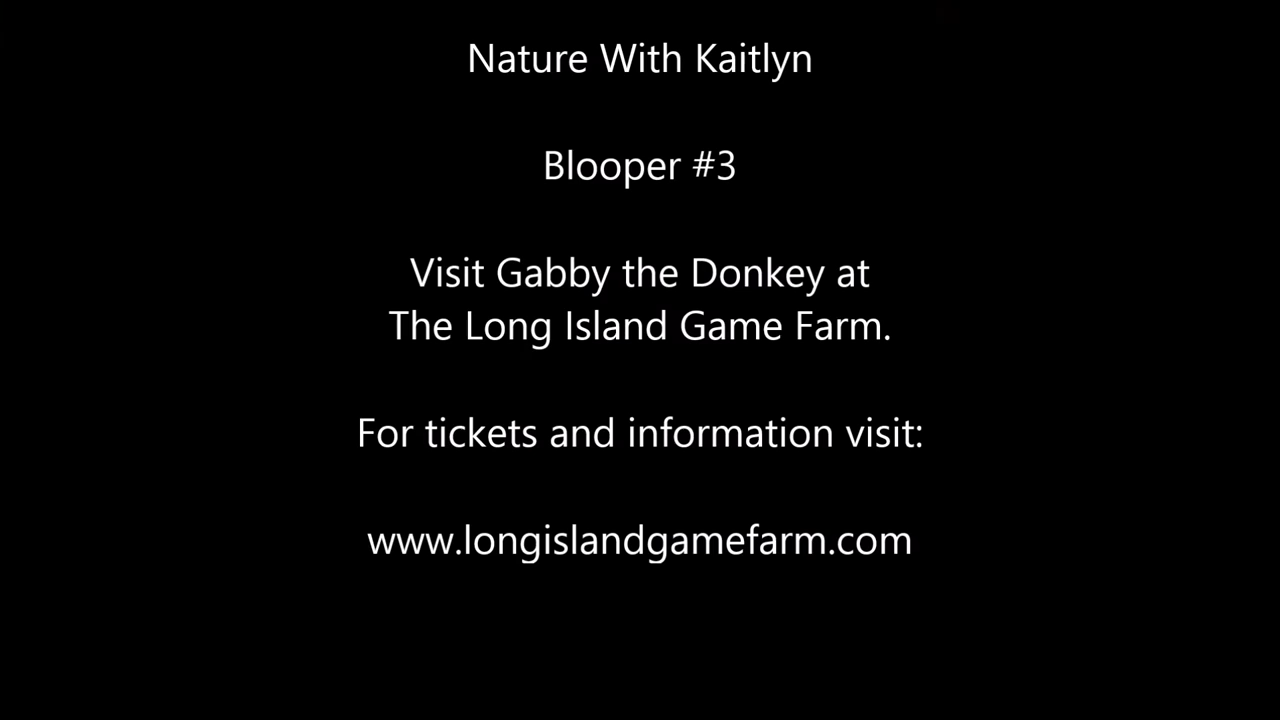 Nature With Kaitlyn
Blooper #3
Visit Gabby the Donkey at
The Long Island Game Farm.
For tickets and information visit:
www.longislandgamefarm.com